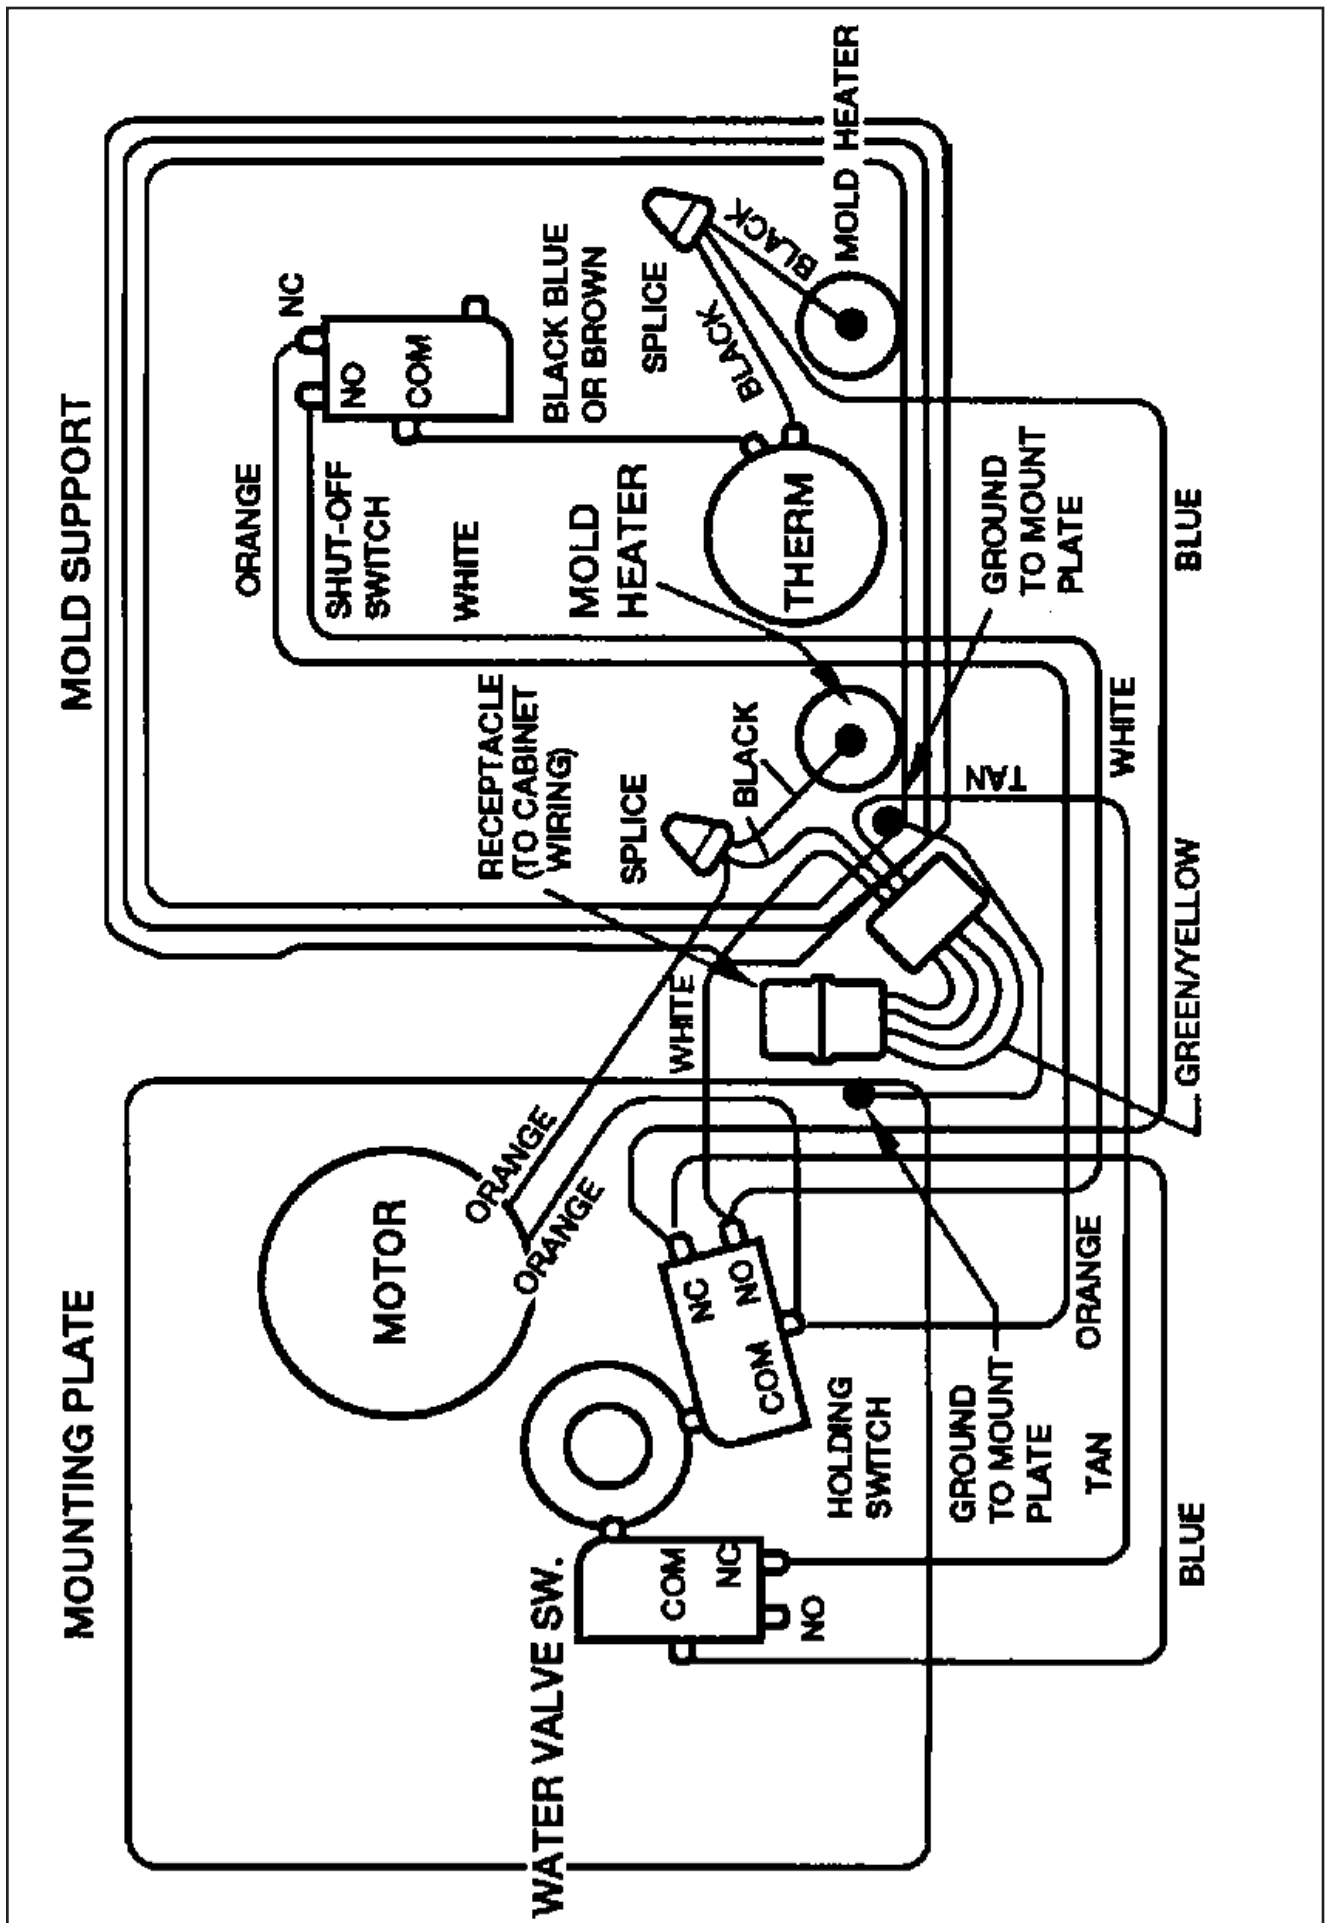 MOUNTING PLATE
MOTOR
ORANGE
ORANGE
WATER VALVE SW.
COM
NC
NO
NC
NO
COM
HOLDING
SWITCH
GROUND
TO MOUNT
PLATE
TAN
ORANGE
BLUE
MOLD SUPPORT
ORANGE
NC
NO
COM
SHUT-OFF
SWITCH
WHITE
BLACK BLUE
OR BROWN
MOLD
HEATER
SPLICE
BLACK
BLACK
MOLD HEATER
THERM
RECEPTACLE
(TO CABINET
WIRING)
SPLICE
BLACK
WHITE
GROUND
TO MOUNT
PLATE
TAN
WHITE
BLUE
GREEN/YELLOW